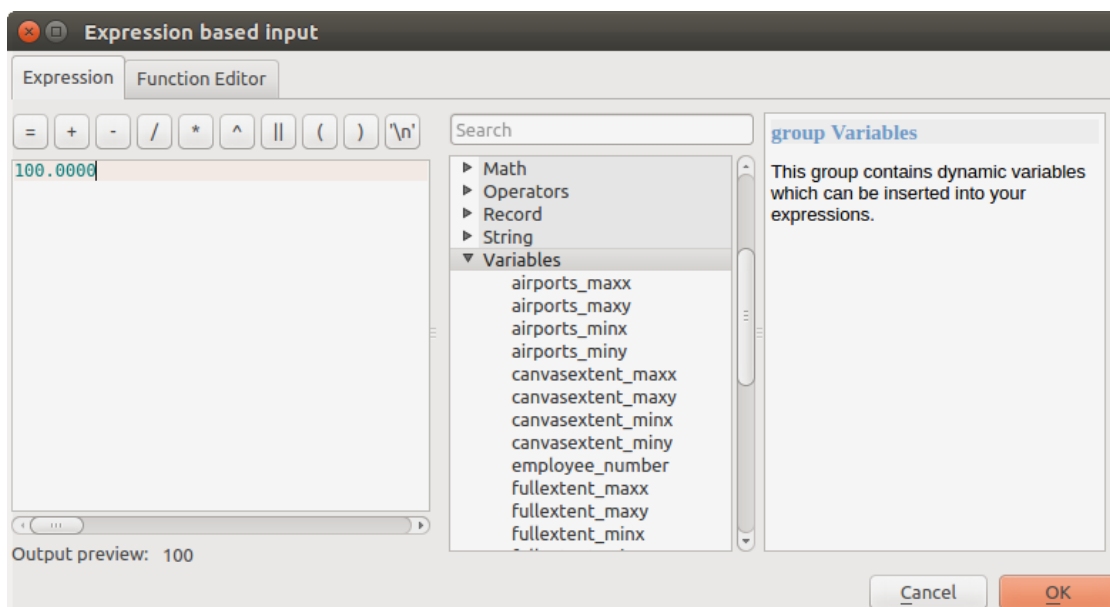 Expression based input
Expression
Function Editor
= + - / * ^ || ( ) '\n'
100.0000
Output preview: 100
Search
Math
Operators
Record
String
Variables
airports_maxx
airports_maxy
airports_minx
airports_miny
canvasextent_maxx
canvasextent_maxy
canvasextent_minx
canvasextent_miny
employee_number
fullextent_maxx
fullextent_maxy
fullextent_minx
group Variables
This group contains dynamic variables
which can be inserted into your
expressions.
Cancel
OK